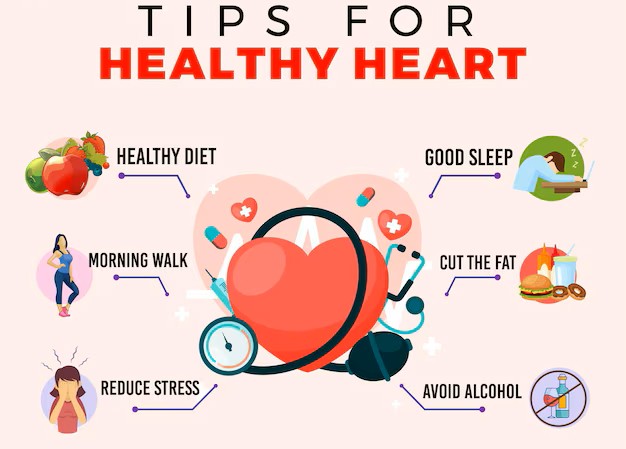 TIPS FOR
HEALTHY HEART
HEALTHY DIET
GOOD SLEEP
MORNING WALK
CUT THE FAT
REDUCE STRESS
AVOID ALCOHOL
z z z